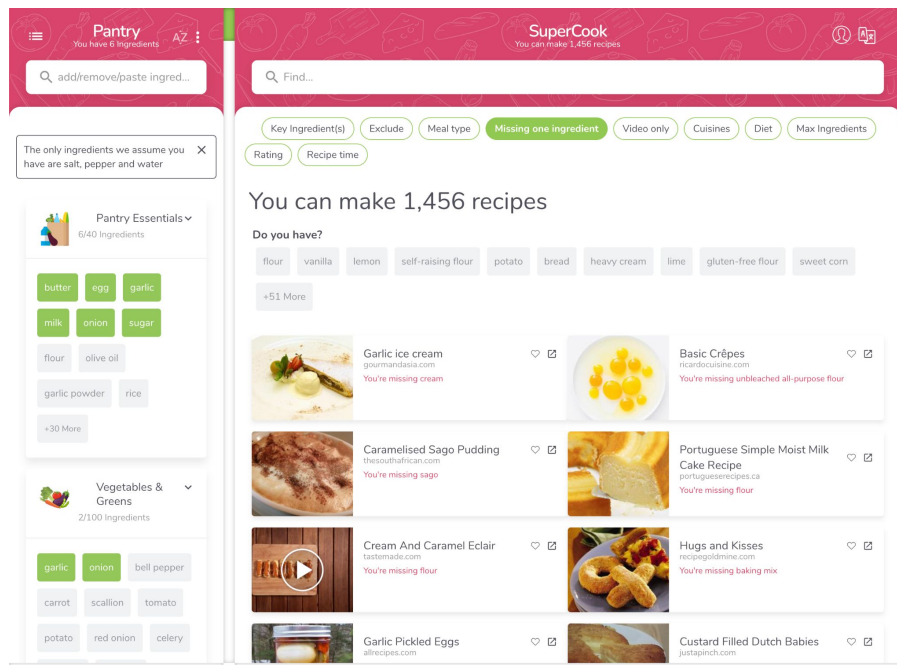 Pantry
You have 6 Ingredients
AZ
add/remove/paste ingred...
The only ingredients we assume you
have are salt, pepper and water
Pantry Essentials
6/40 Ingredients
butter egg garlic
milk onion sugar
flour olive oil
garlic powder rice
+30 More
Vegetables &
Greens
2/100 Ingredients
garlic onion bell pepper
carrot scallion tomato
potato red onion celery
SuperCook
You can make 1,456 recipes
Find...
Key Ingredient(s) Exclude Meal type Missing one ingredient Video only Cuisines Diet Max Ingredients
Rating Recipe time
You can make 1,456 recipes
Do you have?
flour vanilla lemon self-raising flour potato bread heavy cream lime gluten-free flour sweet corn
+51 More
Garlic ice cream
gourmandasia.com
You're missing cream
Basic Crêpes
ricardocuisine.com
You're missing unbleached all-purpose flour
Caramelised Sago Pudding
thesouthafrican.com
You're missing sago
Portuguese Simple Moist Milk
Cake Recipe
portugueserecipes.ca
You're missing flour
Cream And Caramel Eclair
tastemade.com
You're missing flour
Hugs and Kisses
recipegoldmine.com
You're missing baking mix
Garlic Pickled Eggs
allrecipes.com
Custard Filled Dutch Babies
justapinch.com